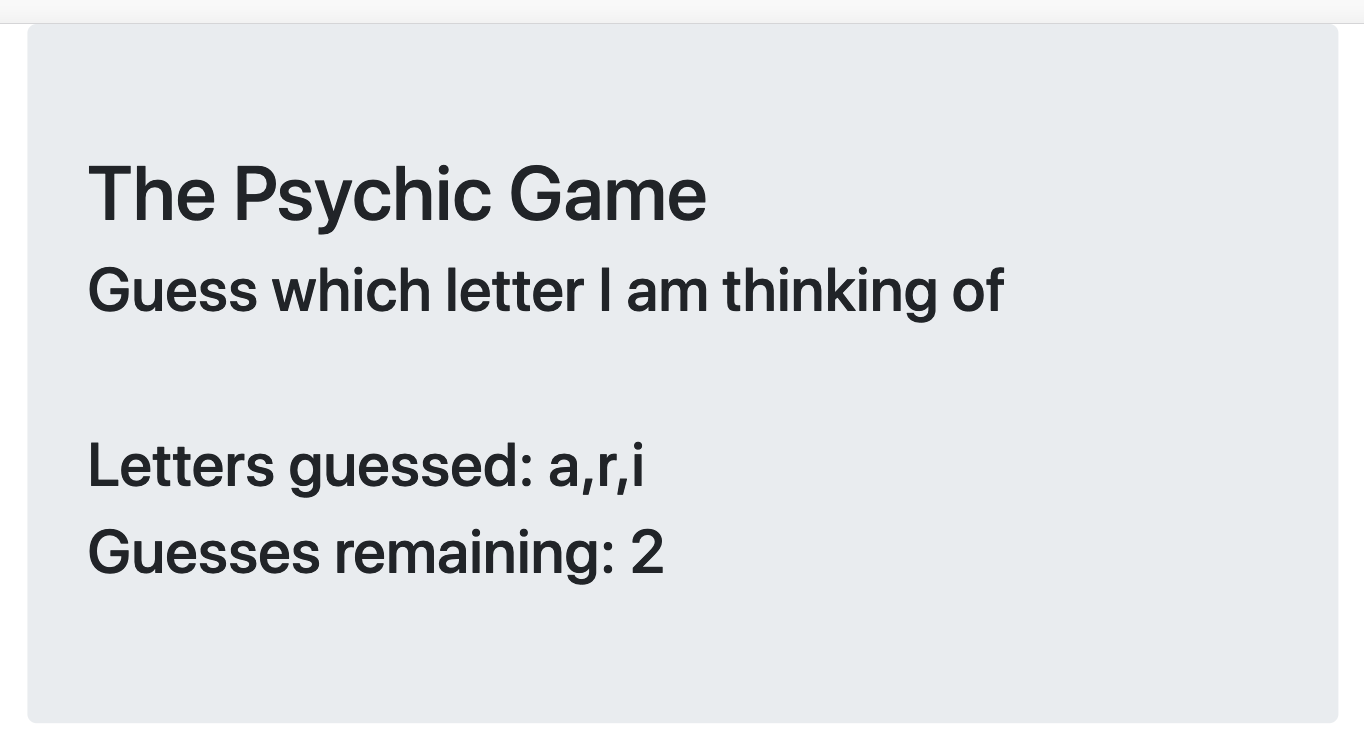 The Psychic Game
Guess which letter I am thinking of
Letters guessed: a,r,i
Guesses remaining: 2